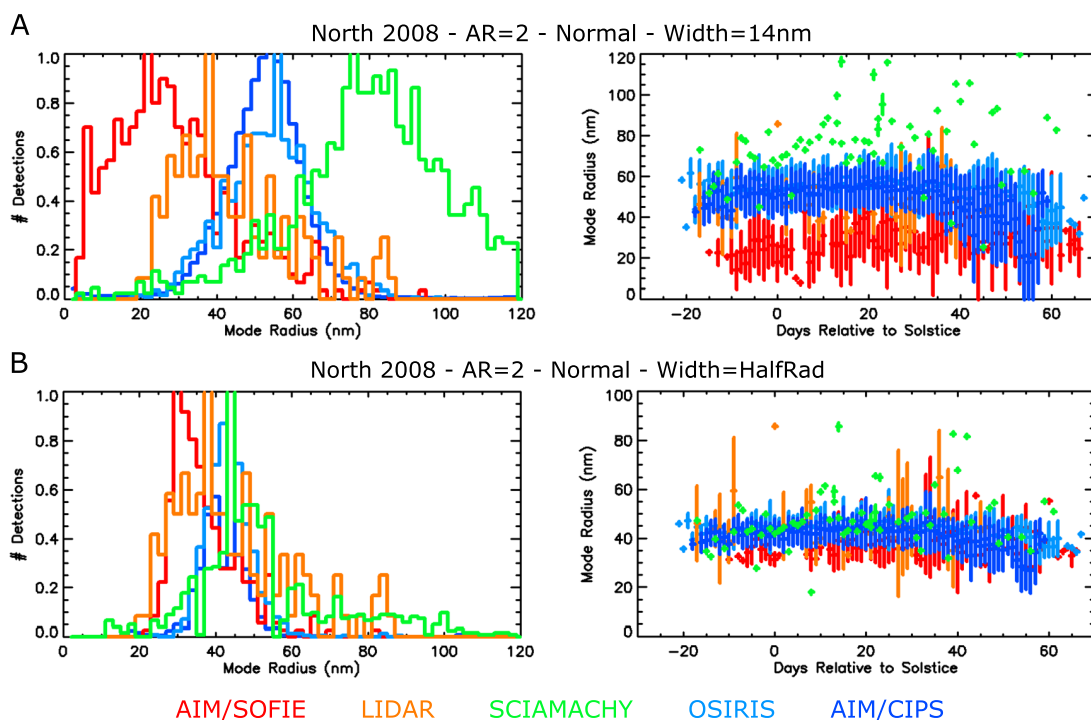 A
North 2008 - AR=2 - Normal - Width=14nm
# Detections
1.0
0.8
0.6
0.4
0.2
0.0
0 20 40 60 80 100 120
Mode Radius (nm)
Mode Radius (nm)
120
100
80
60
40
20
0
−20 0 20 40 60
Days Relative to Solstice
B
North 2008 - AR=2 - Normal - Width=HalfRad
# Detections
1.0
0.8
0.6
0.4
0.2
0.0
0 20 40 60 80 100 120
Mode Radius (nm)
Mode Radius (nm)
100
80
60
40
20
0
−20 0 20 40 60
Days Relative to Solstice
AIM/SOFIE LIDAR SCIAMACHY OSIRIS AIM/CIPS